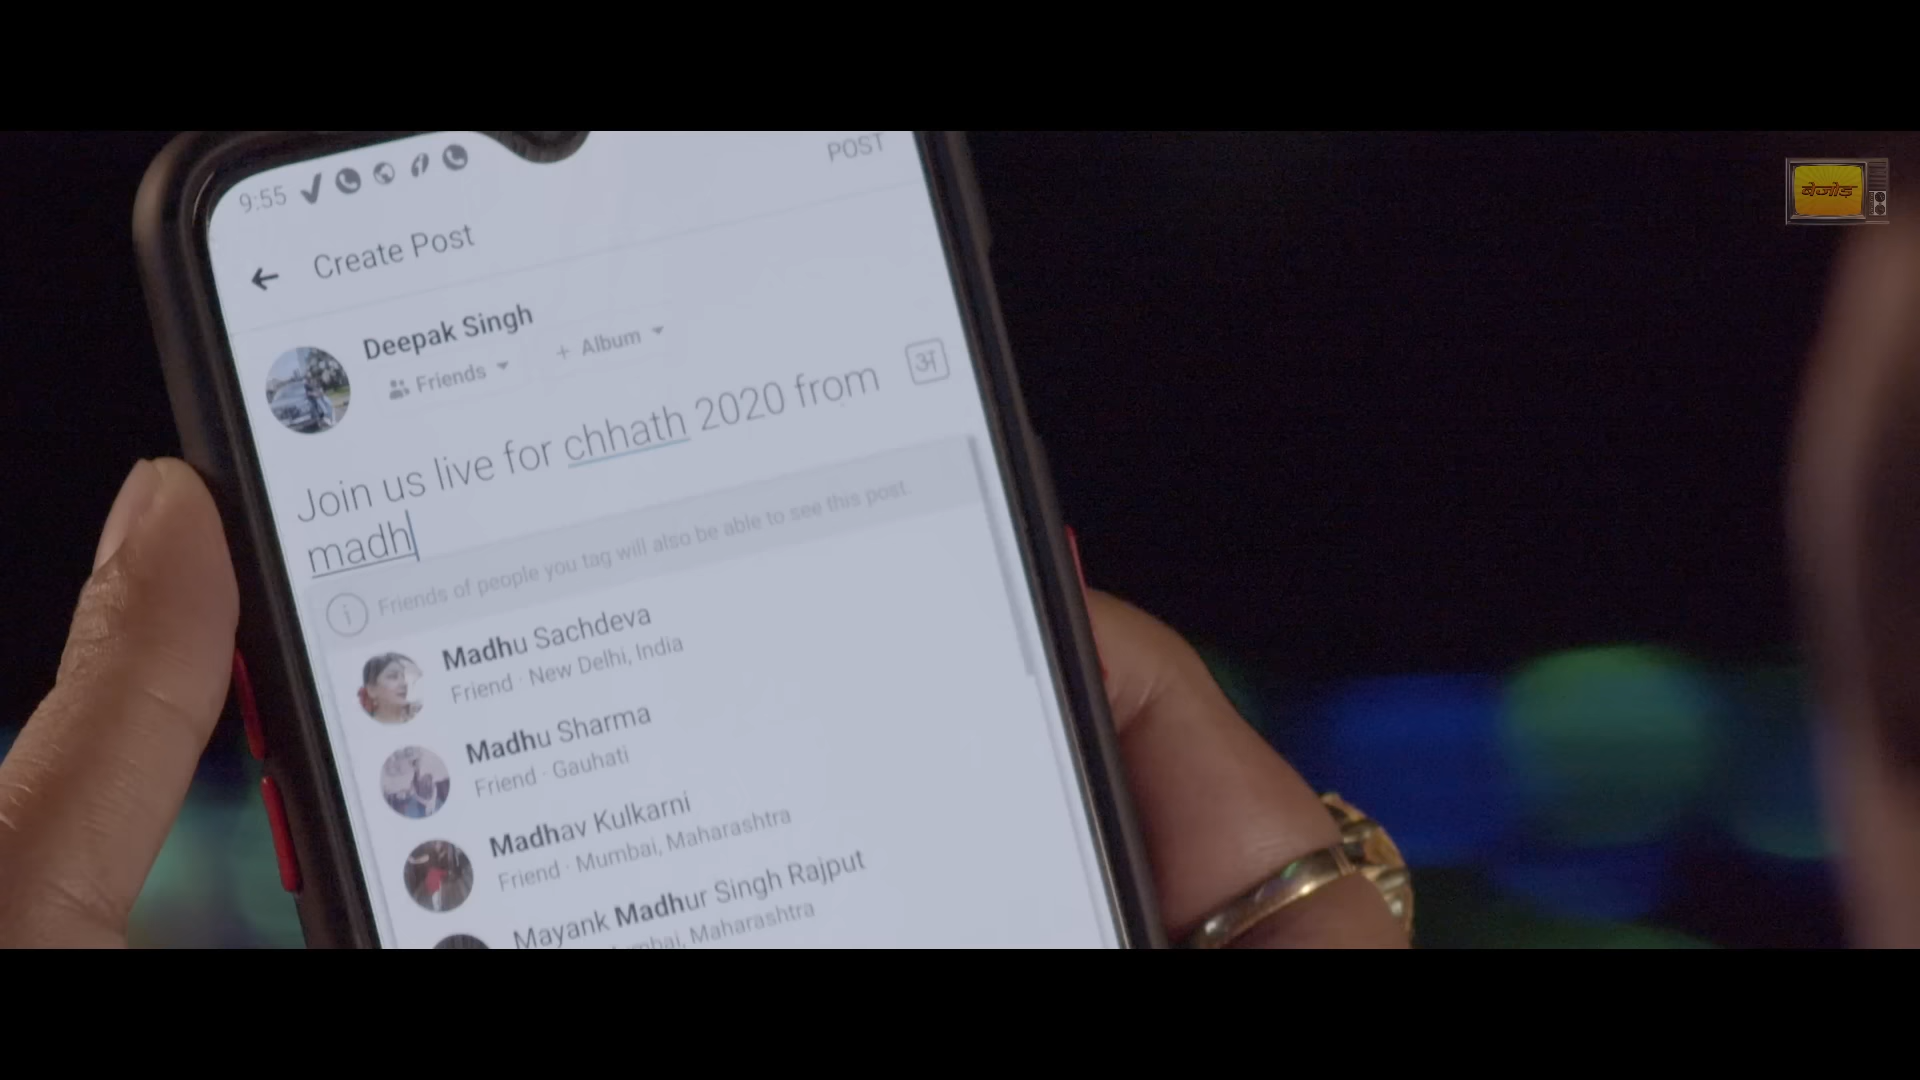 बेजोड़
9:55
POST
Create Post
Deepak Singh
Friends
+ Album
Join us live for chhath 2020 from
अ
madh
Friends of people you tag will also be able to see this post.
Madhu Sachdeva
Friend · New Delhi, India
Madhu Sharma
Friend · Gauhati
Madhav Kulkarni
Friend · Mumbai, Maharashtra
Mayank Madhur Singh Rajput
Maharashtra